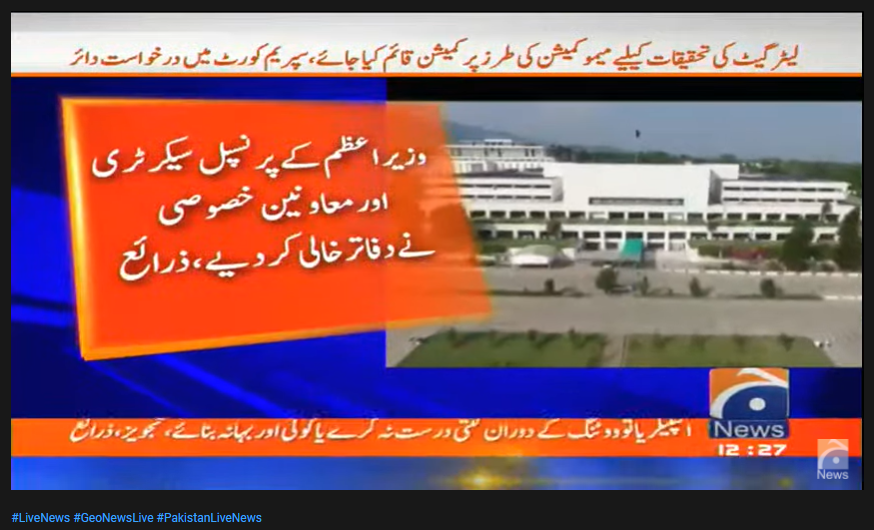 لیٹر گیٹ کی تحقیقات کیلیے میمو کمیشن کی طرز پر کمیشن قائم کیا جائے، سپریم کورٹ میں درخواست دائر
وزیراعظم کے پرنسپل سیکرٹری
اور معاونین خصوصی
نے دفاتر خالی کر دیے، ذرائع
اسپیکر یا تو ووٹنگ کے دوران گنتی درست نہ کرے یا کوئی اور بہانہ بنائے، تجویز، ذرائع
News
12:27
News
#LiveNews #GeoNewsLive #PakistanLiveNews